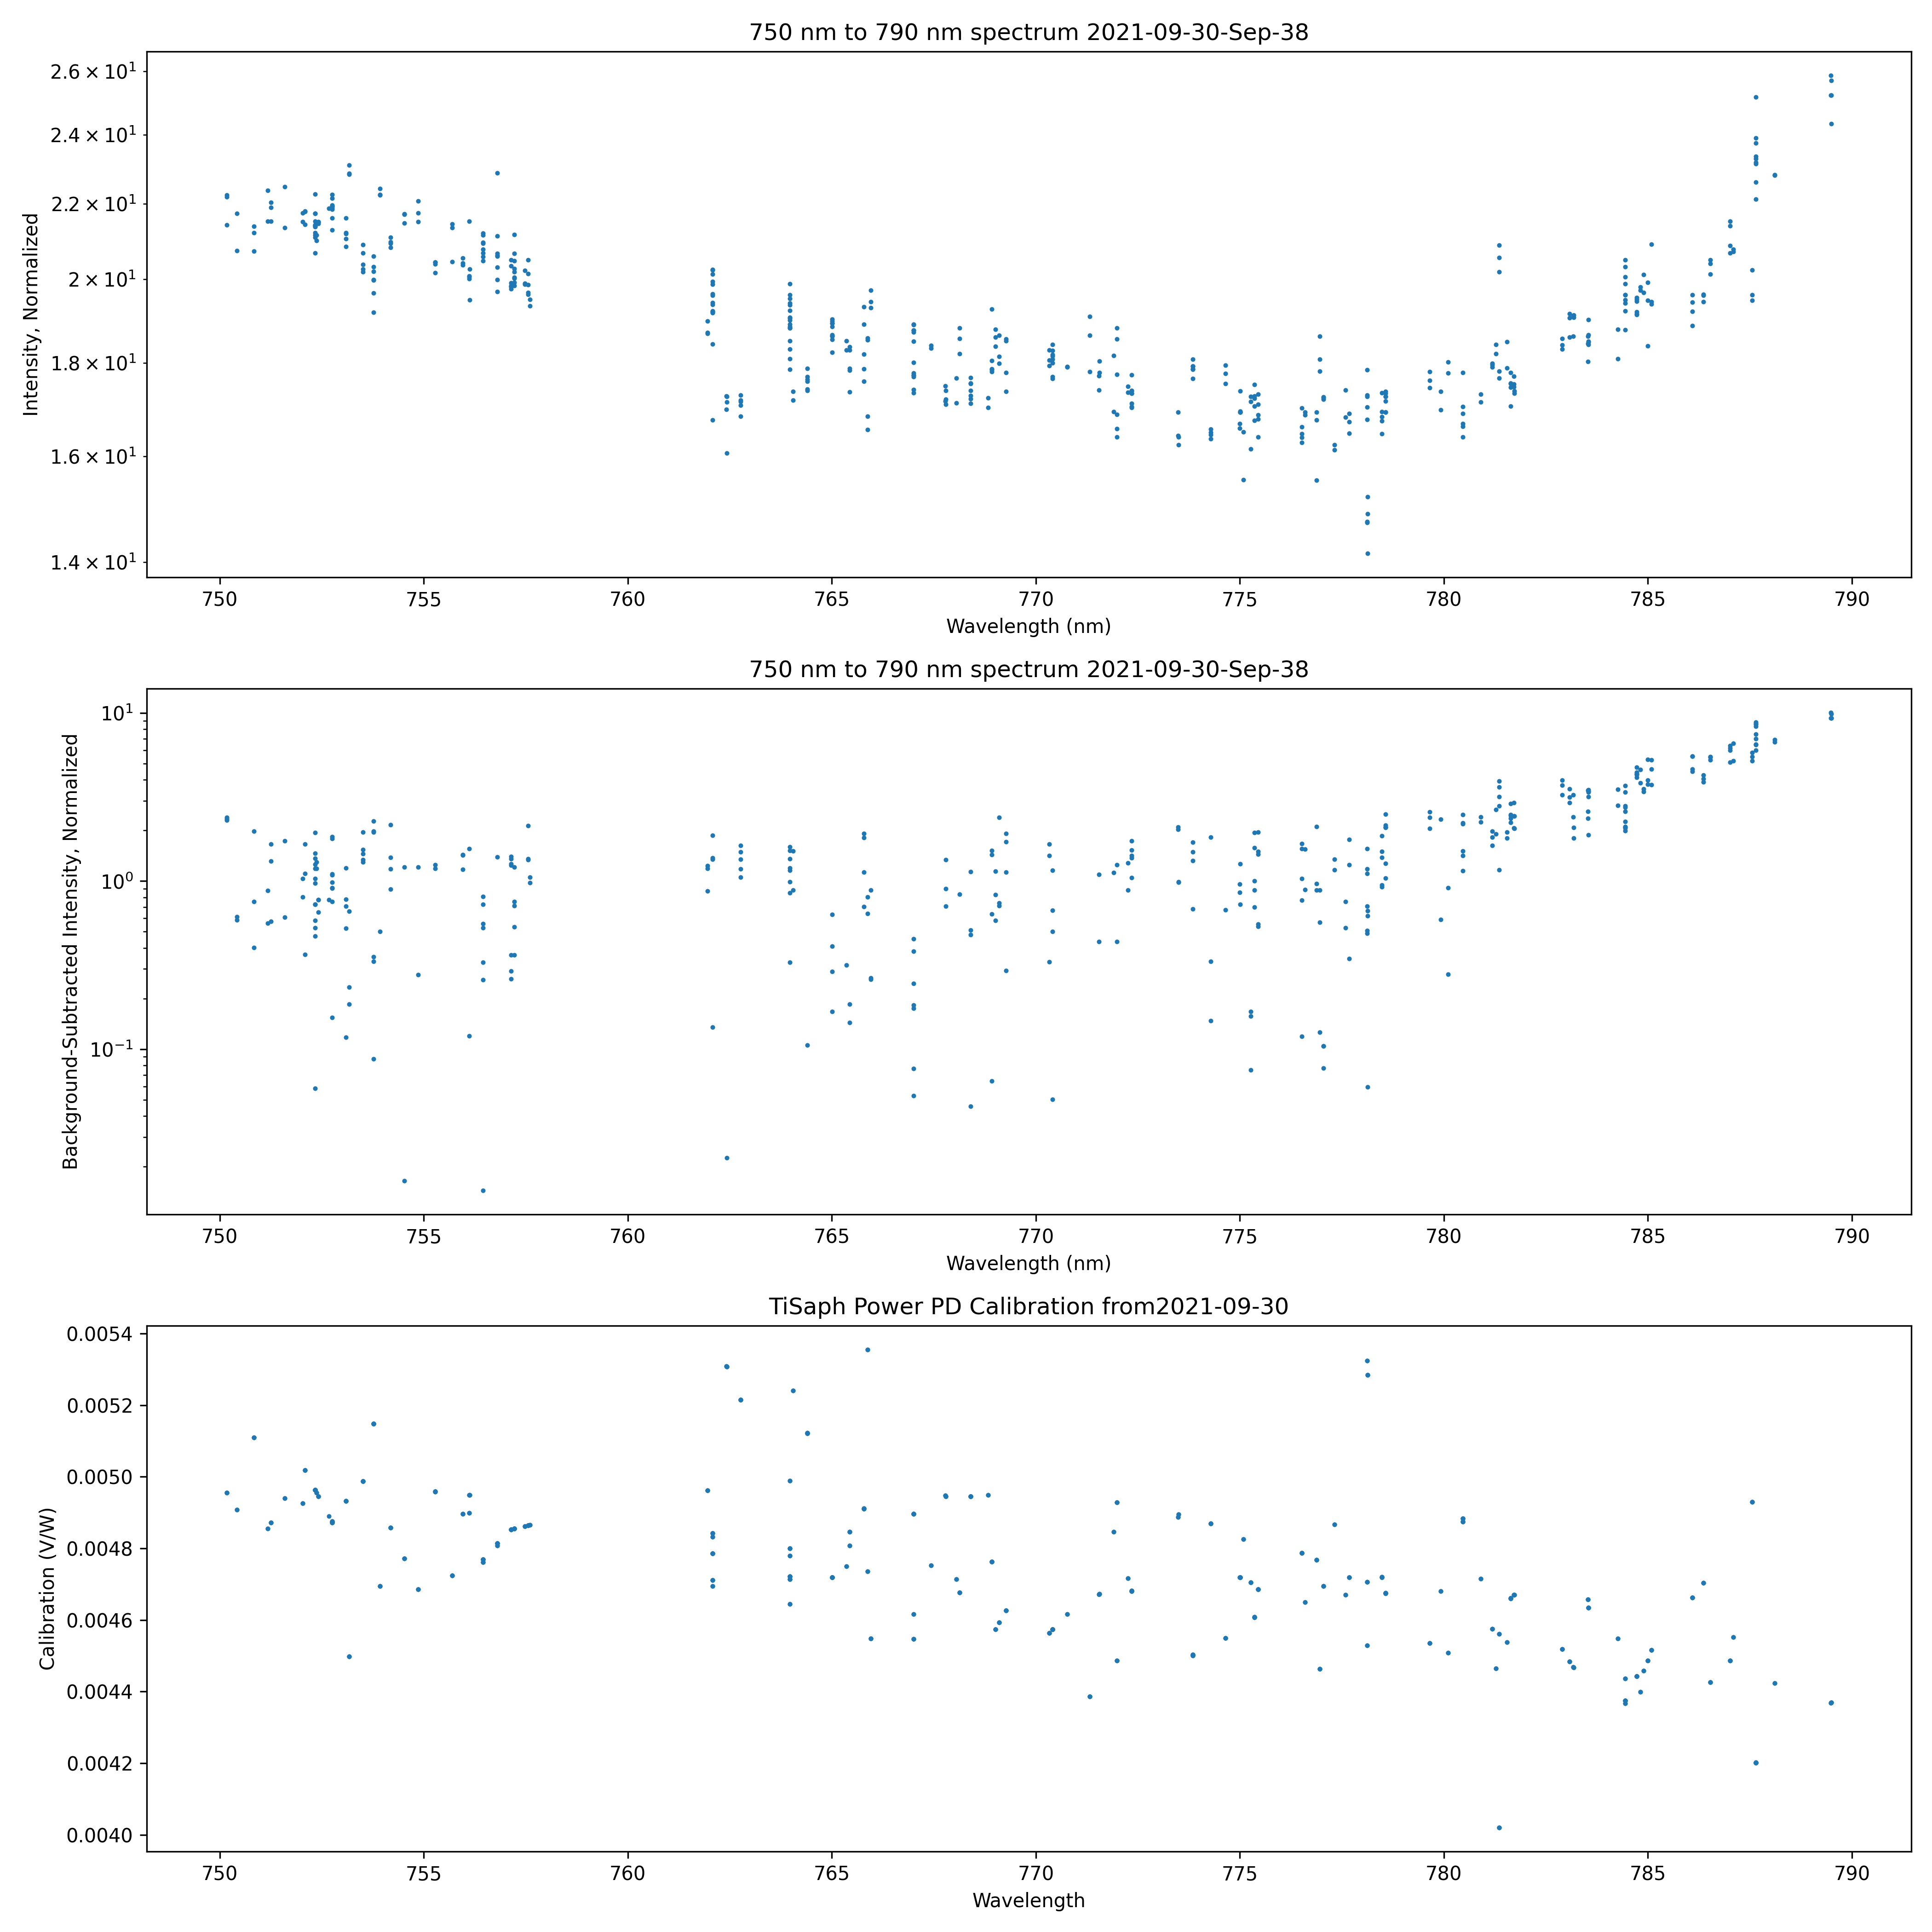 750 nm to 790 nm spectrum 2021-09-30-Sep-38
Intensity, Normalized
2.6 × 10¹
2.4 × 10¹
2.2 × 10¹
2 × 10¹
1.8 × 10¹
1.6 × 10¹
1.4 × 10¹
750 755 760 765 770 775 780 785 790
Wavelength (nm)
750 nm to 790 nm spectrum 2021-09-30-Sep-38
Background-Subtracted Intensity, Normalized
10¹
10⁰
10⁻¹
750 755 760 765 770 775 780 785 790
Wavelength (nm)
TiSaph Power PD Calibration from2021-09-30
Calibration (V/W)
0.0054
0.0052
0.0050
0.0048
0.0046
0.0044
0.0042
0.0040
750 755 760 765 770 775 780 785 790
Wavelength